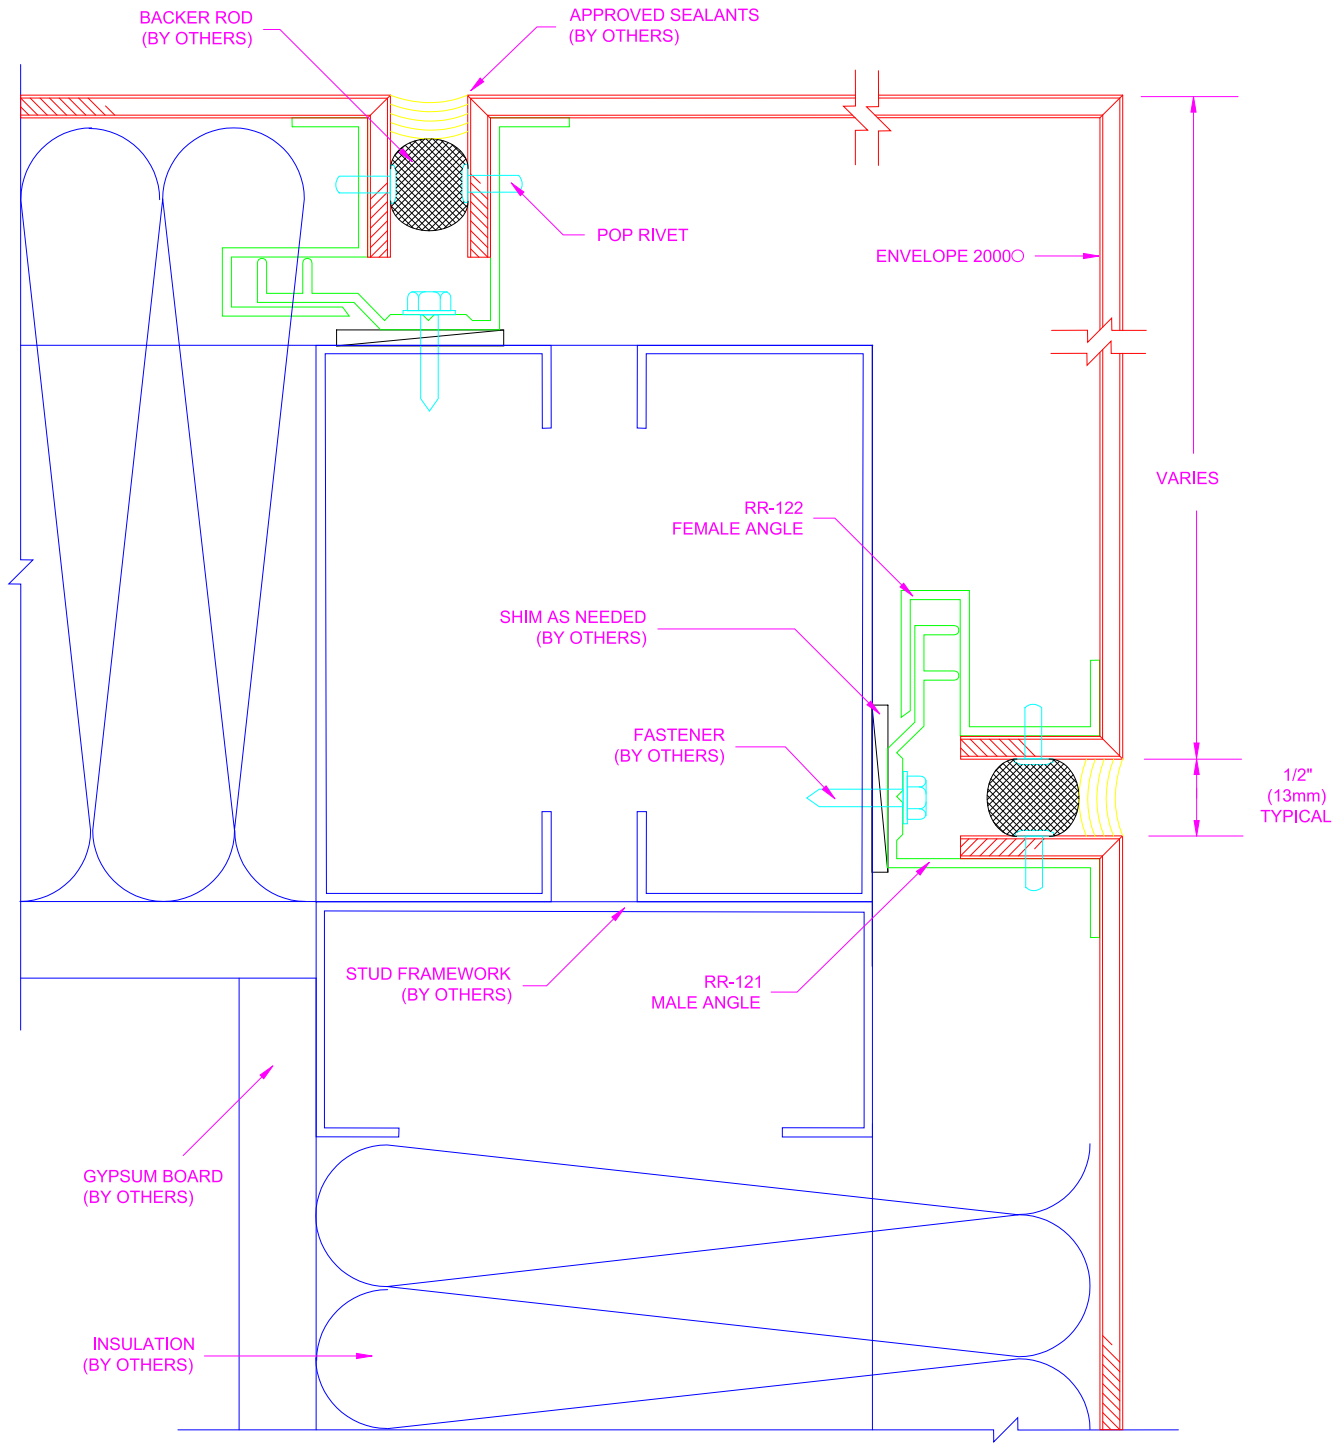 BACKER ROD
(BY OTHERS)
APPROVED SEALANTS
(BY OTHERS)
POP RIVET
ENVELOPE 2000○
VARIES
RR-122
FEMALE ANGLE
SHIM AS NEEDED
(BY OTHERS)
FASTENER
(BY OTHERS)
1/2"
(13mm)
TYPICAL
STUD FRAMEWORK
(BY OTHERS)
RR-121
MALE ANGLE
GYPSUM BOARD
(BY OTHERS)
INSULATION
(BY OTHERS)